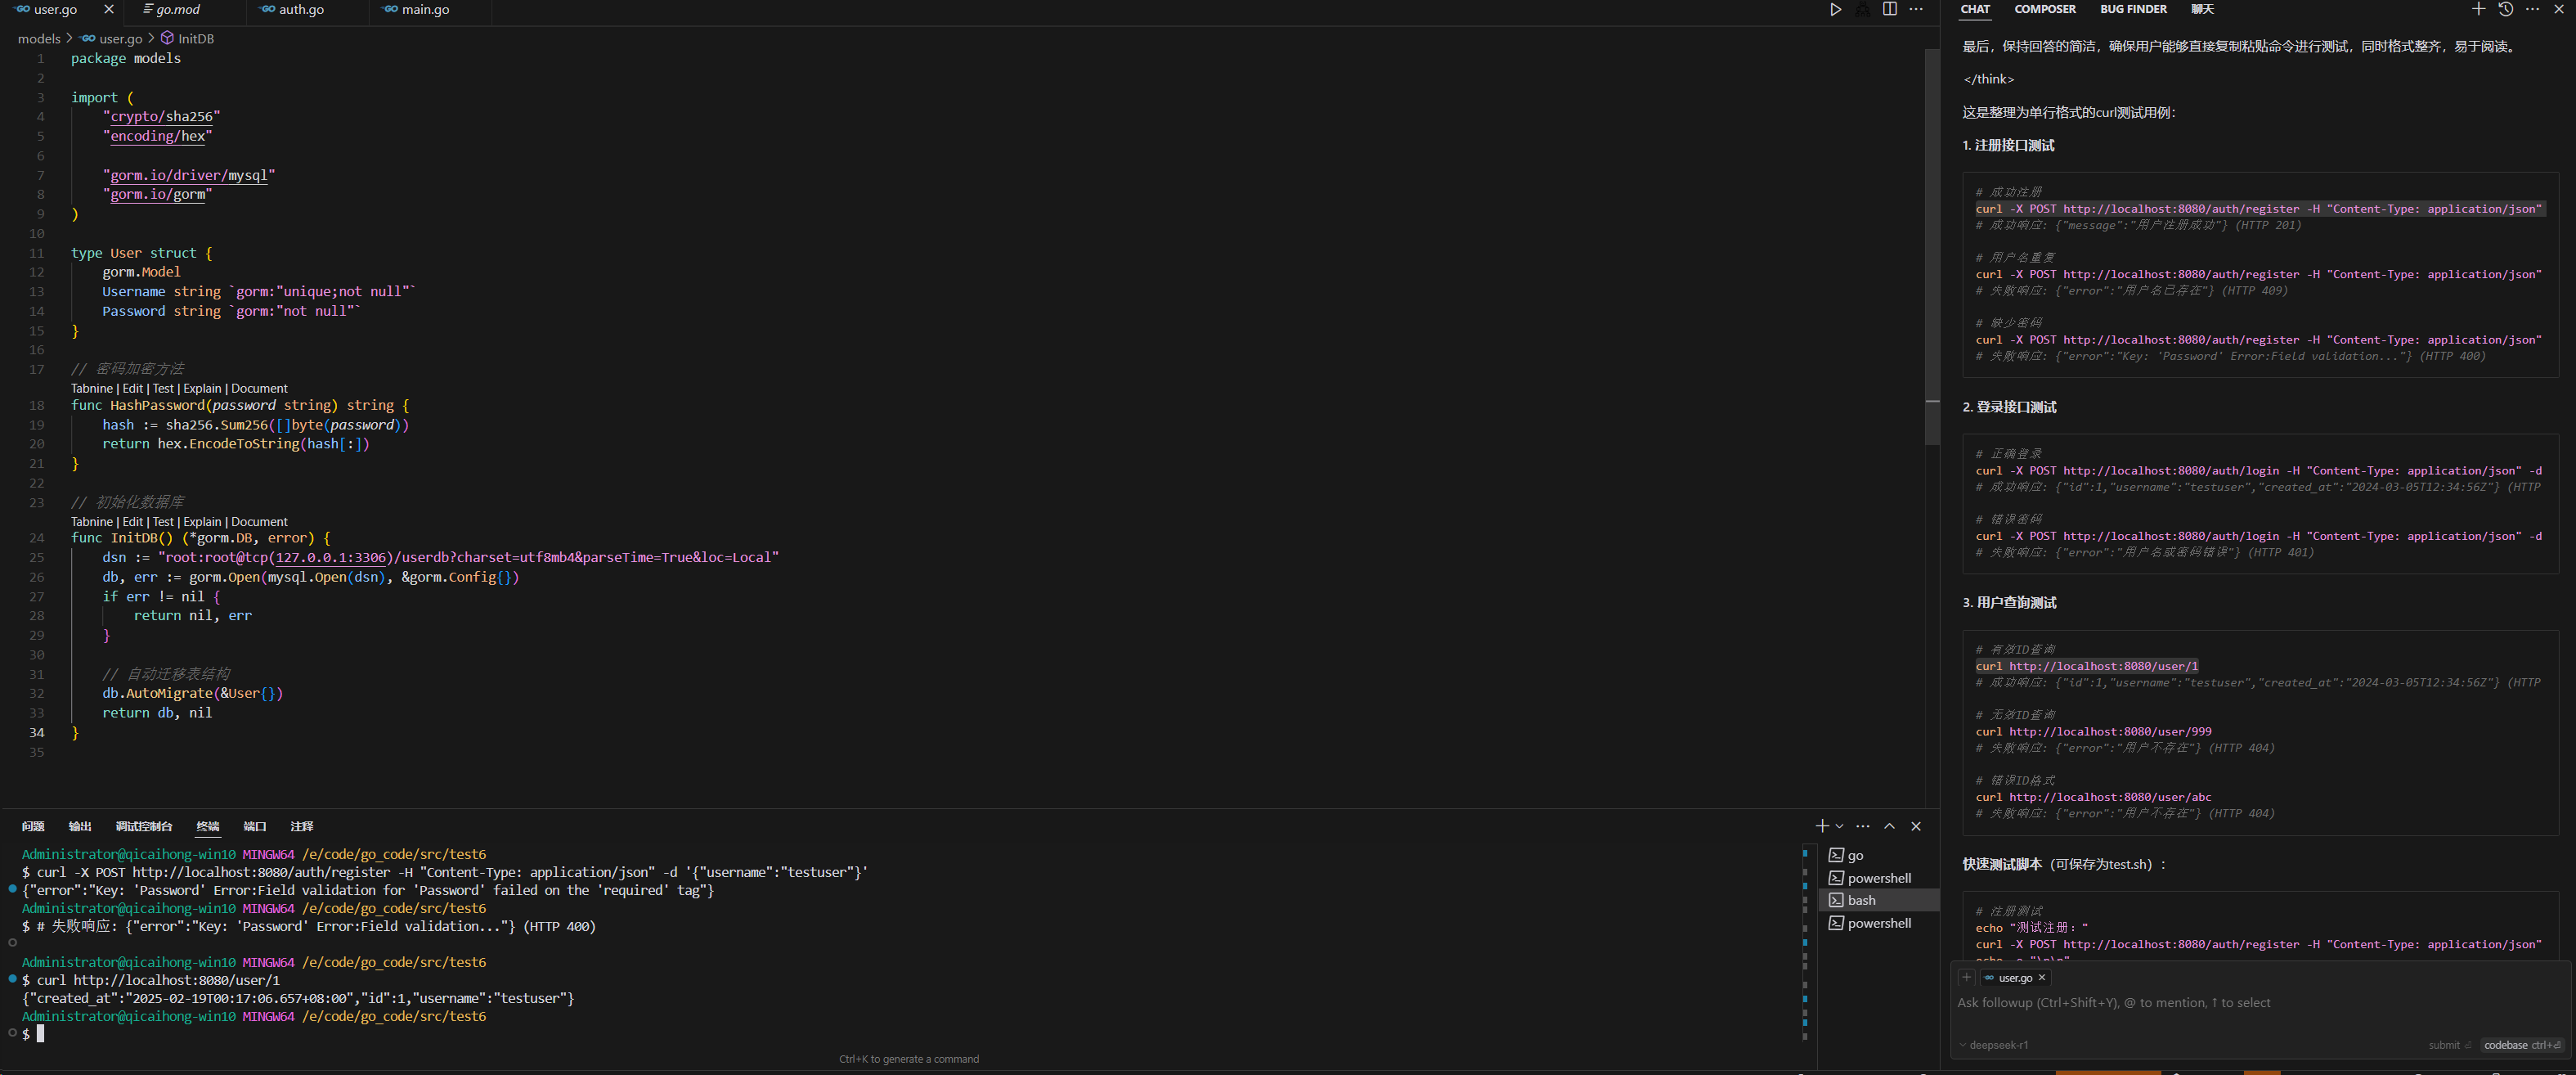 user.go
go.mod
auth.go
main.go
models > user.go > InitDB
1 package models
2
3 import (
4 "crypto/sha256"
5 "encoding/hex"
6
7 "gorm.io/driver/mysql"
8 "gorm.io/gorm"
9 )
10
11 type User struct {
12 gorm.Model
13 Username string `gorm:"unique;not null"`
14 Password string `gorm:"not null"`
15 }
16
17 // 密码加密方法
Tabnine | Edit | Test | Explain | Document
18 func HashPassword(password string) string {
19 hash := sha256.Sum256([]byte(password))
20 return hex.EncodeToString(hash[:])
21 }
22
23 // 初始化数据库
Tabnine | Edit | Test | Explain | Document
24 func InitDB() (*gorm.DB, error) {
25 dsn := "root:root@tcp(127.0.0.1:3306)/userdb?charset=utf8mb4&parseTime=True&loc=Local"
26 db, err := gorm.Open(mysql.Open(dsn), &gorm.Config{})
27 if err != nil {
28 return nil, err
29 }
30
31 // 自动迁移表结构
32 db.AutoMigrate(&User{})
33 return db, nil
34 }
35
问题 输出 调试控制台 终端 端口 注释
Administrator@qicaihong-win10 MINGW64 /e/code/go_code/src/test6
$ curl -X POST http://localhost:8080/auth/register -H "Content-Type: application/json" -d '{"username":"testuser"}'
{"error":"Key: 'Password' Error:Field validation for 'Password' failed on the 'required' tag"}
Administrator@qicaihong-win10 MINGW64 /e/code/go_code/src/test6
$ # 失败响应: {"error":"Key: 'Password' Error:Field validation..."} (HTTP 400)
Administrator@qicaihong-win10 MINGW64 /e/code/go_code/src/test6
$ curl http://localhost:8080/user/1
{"created_at":"2025-02-19T00:17:06.657+08:00","id":1,"username":"testuser"}
Administrator@qicaihong-win10 MINGW64 /e/code/go_code/src/test6
$
Ctrl+K to generate a command
go
powershell
bash
powershell
CHAT COMPOSER BUG FINDER 聊天
最后，保持回答的简洁，确保用户能够直接复制粘贴命令进行测试，同时格式整齐，易于阅读。
</think>
这是整理为单行格式的curl测试用例：
1. 注册接口测试
# 成功注册
curl -X POST http://localhost:8080/auth/register -H "Content-Type: application/json"
# 成功响应: {"message":"用户注册成功"} (HTTP 201)
# 用户名重复
curl -X POST http://localhost:8080/auth/register -H "Content-Type: application/json"
# 失败响应: {"error":"用户名已存在"} (HTTP 409)
# 缺少密码
curl -X POST http://localhost:8080/auth/register -H "Content-Type: application/json"
# 失败响应: {"error":"Key: 'Password' Error:Field validation..."} (HTTP 400)
2. 登录接口测试
# 正确登录
curl -X POST http://localhost:8080/auth/login -H "Content-Type: application/json" -d
# 成功响应: {"id":1,"username":"testuser","created_at":"2024-03-05T12:34:56Z"} (HTTP
# 错误密码
curl -X POST http://localhost:8080/auth/login -H "Content-Type: application/json" -d
# 失败响应: {"error":"用户名或密码错误"} (HTTP 401)
3. 用户查询测试
# 有效ID查询
curl http://localhost:8080/user/1
# 成功响应: {"id":1,"username":"testuser","created_at":"2024-03-05T12:34:56Z"} (HTTP
# 无效ID查询
curl http://localhost:8080/user/999
# 失败响应: {"error":"用户不存在"} (HTTP 404)
# 错误ID格式
curl http://localhost:8080/user/abc
# 失败响应: {"error":"用户不存在"} (HTTP 404)
快速测试脚本（可保存为test.sh）：
# 注册测试
echo "测试注册："
curl -X POST http://localhost:8080/auth/register -H "Content-Type: application/json"
user.go
Ask followup (Ctrl+Shift+Y), @ to mention, ↑ to select
deepseek-r1
submit
codebase ctrl+⏎